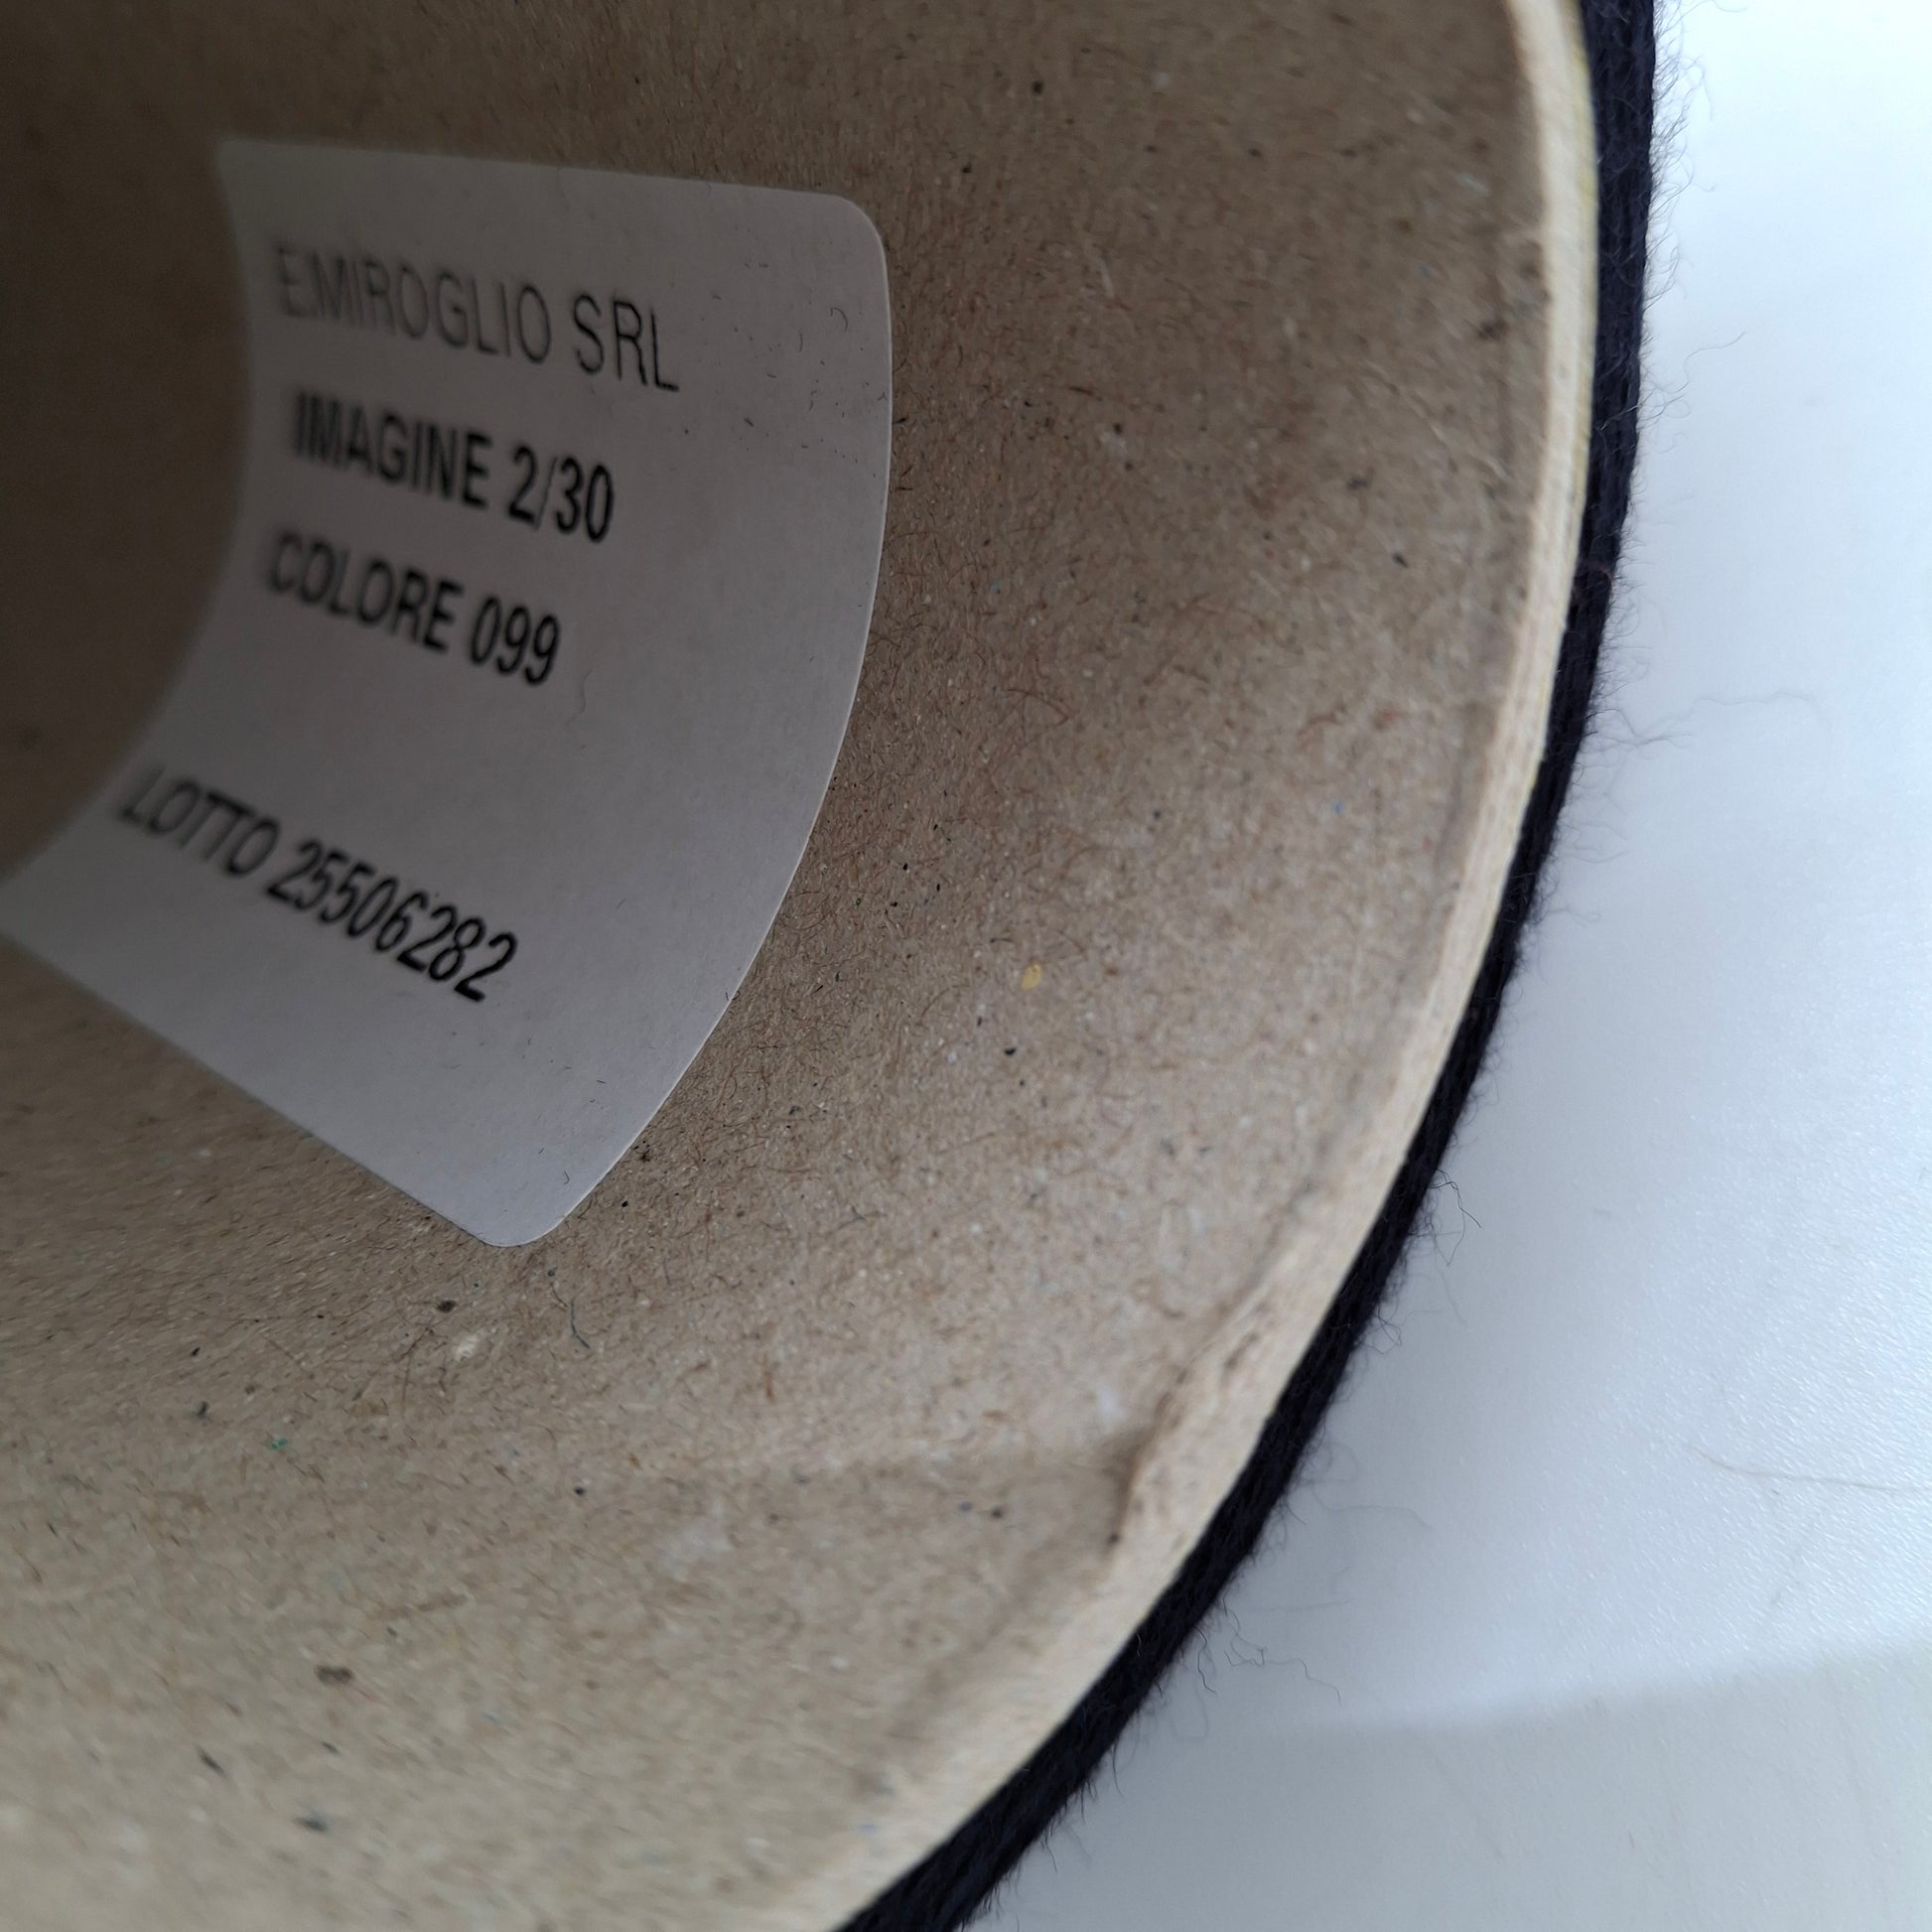 EMIROGLIO SRL
IMAGINE 2/30
COLORE 099
LOTTO 25506282